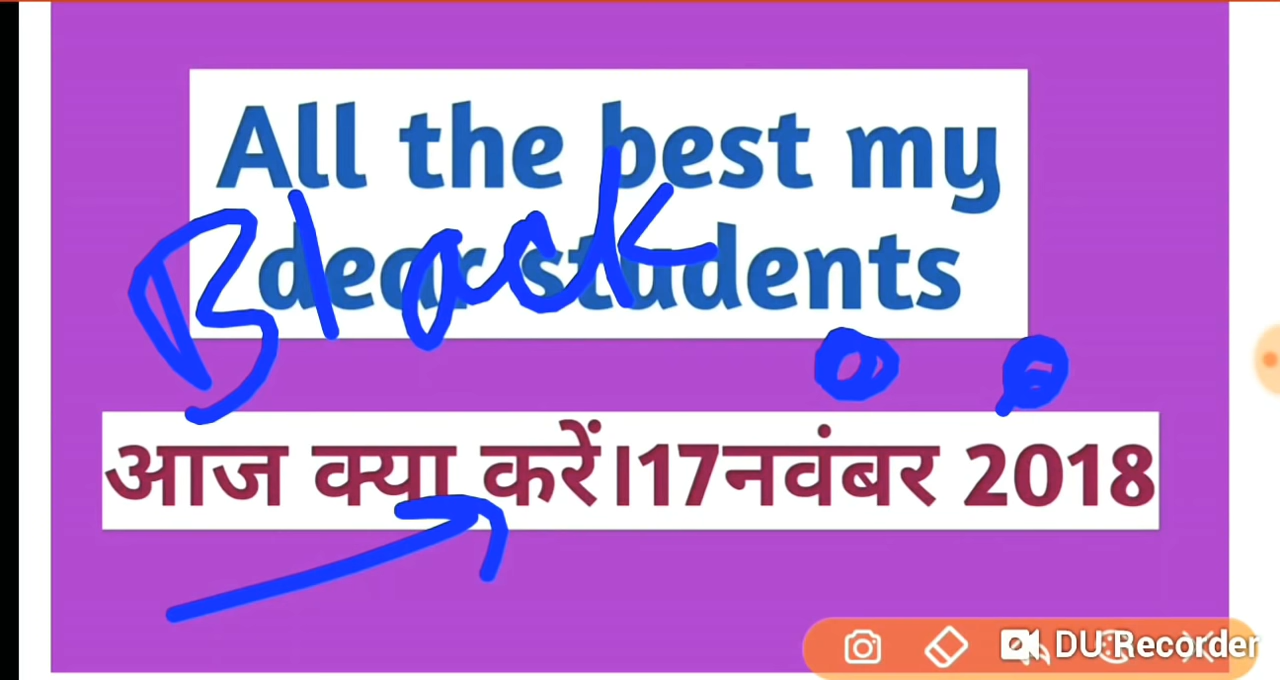 All the best my
dear students
Black
आज क्या करें।17नवंबर 2018
DU Recorder